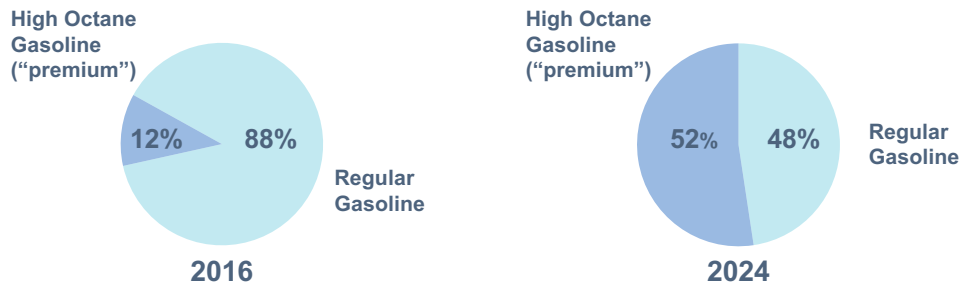 High Octane
Gasoline
(“premium”)
12%
88%
Regular
Gasoline
2016
High Octane
Gasoline
(“premium”)
52%
48%
Regular
Gasoline
2024